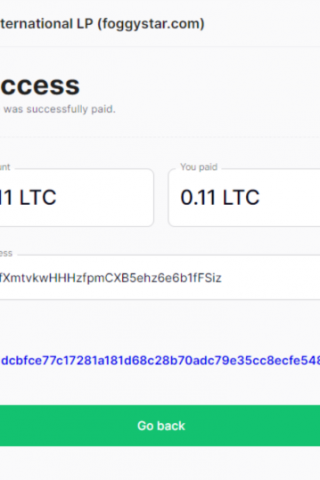 ternational LP (foggystar.com)
ccess
was successfully paid.
unt
You paid
11 LTC
0.11 LTC
ess
fXmtvkwHHHzfpmCXB5ehz6e6b1fFSiz
dcbfce77c17281a181d68c28b70adc79e35cc8ecfe548
Go back